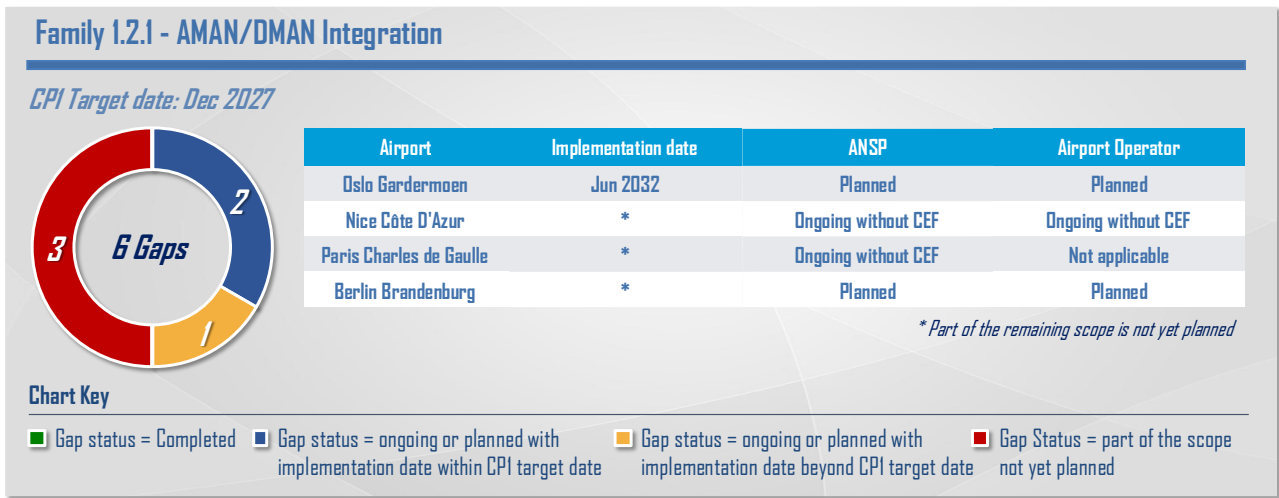 Family 1.2.1 - AMAN/DMAN Integration
CP1 Target date: Dec 2027
2
3
6 Gaps
1
Airport Implementation date ANSP Airport Operator
Oslo Gardermoen Jun 2032 Planned Planned
Nice Côte D'Azur * Ongoing without CEF Ongoing without CEF
Paris Charles de Gaulle * Ongoing without CEF Not applicable
Berlin Brandenburg * Planned Planned
* Part of the remaining scope is not yet planned
Chart Key
Gap status = Completed
Gap status = ongoing or planned with
implementation date within CP1 target date
Gap status = ongoing or planned with
implementation date beyond CP1 target date
Gap Status = part of the scope
not yet planned